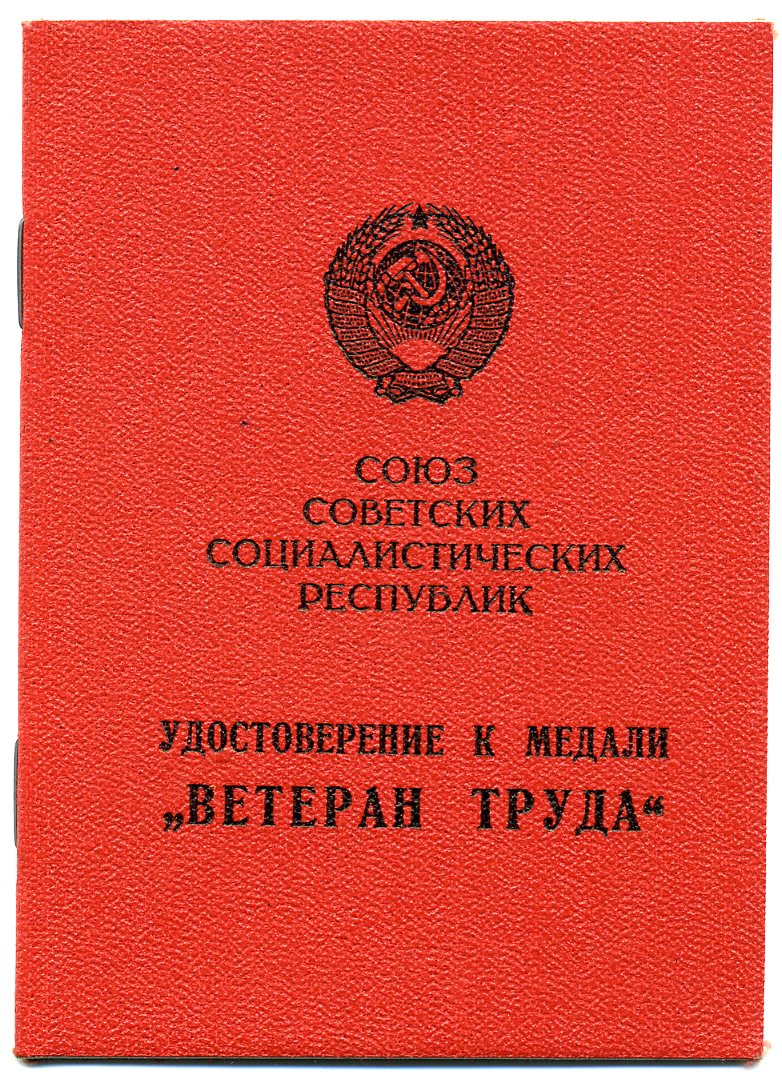 СОЮЗ
СОВЕТСКИХ
СОЦИАЛИСТИЧЕСКИХ
РЕСПУБЛИК
УДОСТОВЕРЕНИЕ К МЕДАЛИ
„ВЕТЕРАН ТРУДА“